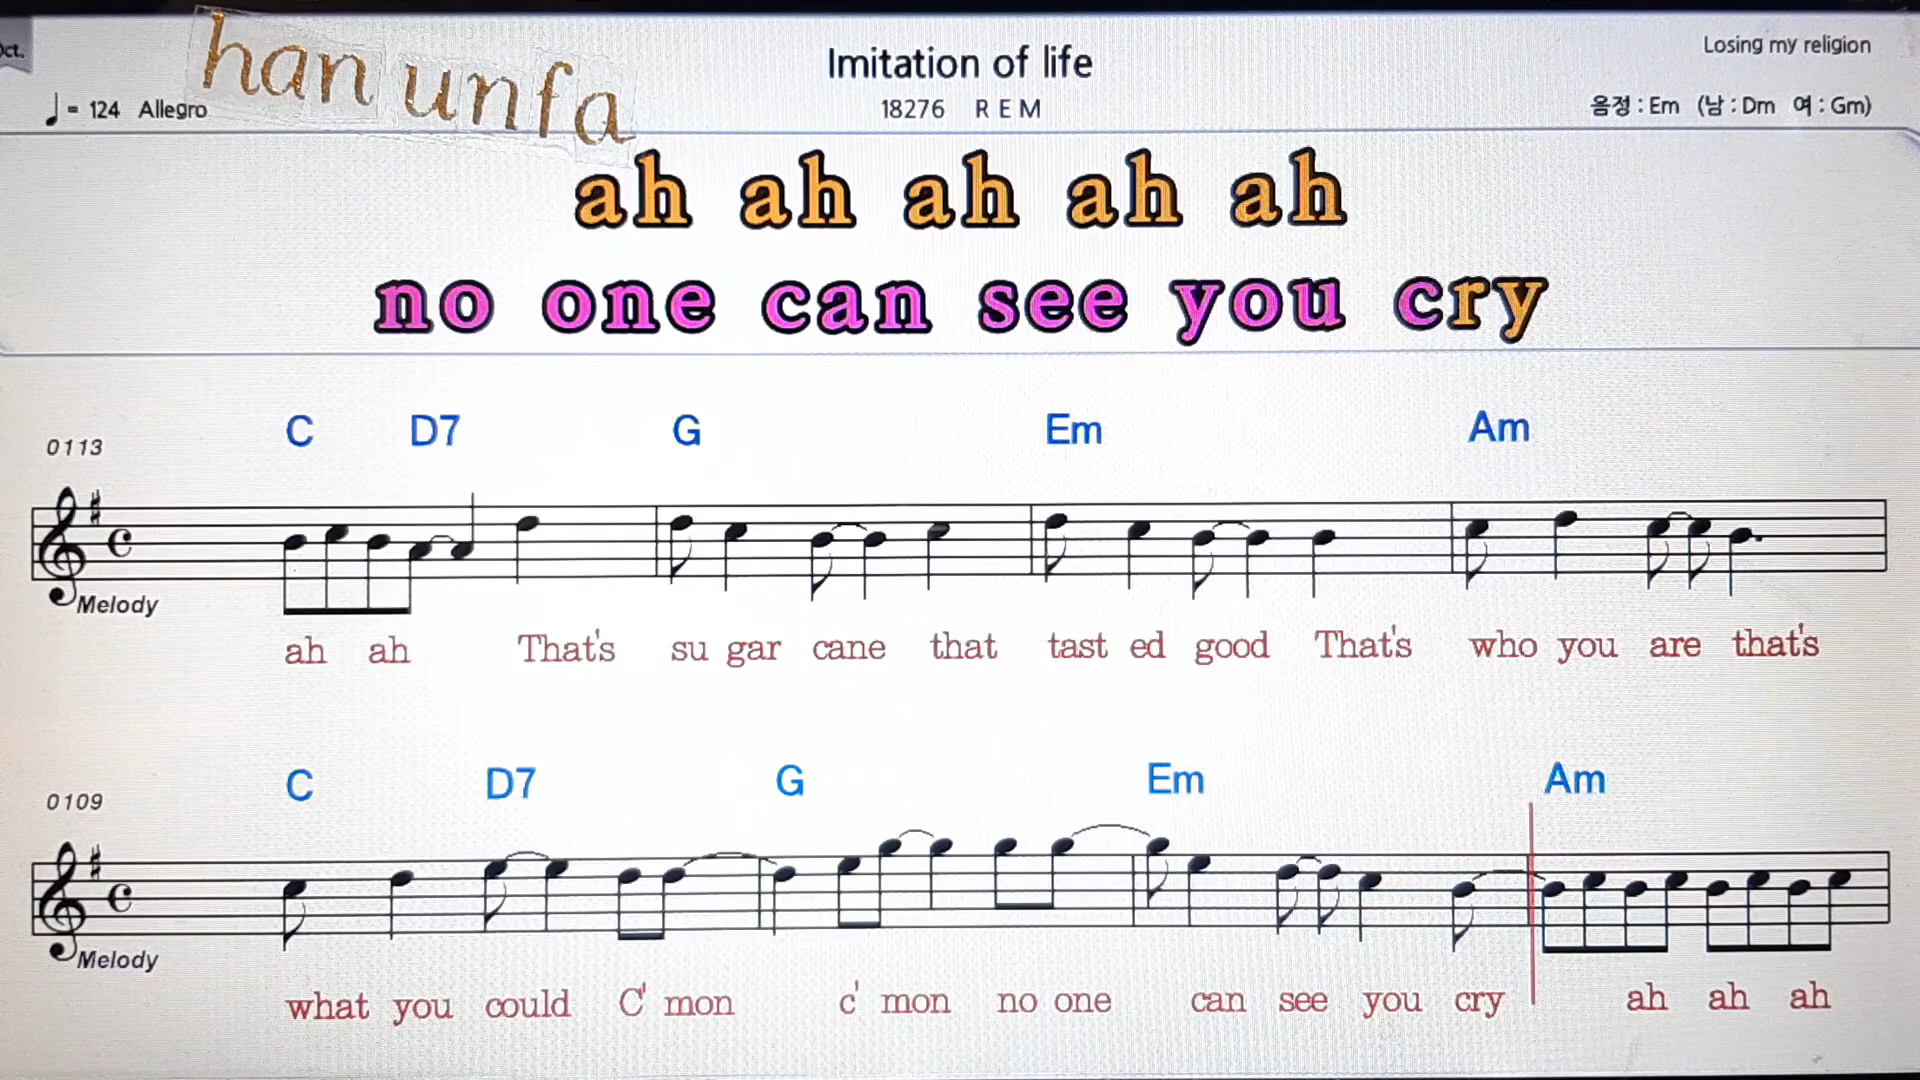 Oct.
han unfa
Imitation of life
Losing my religion
= 124 Allegro
18276 R E M
음정 : Em (남 : Dm 여 : Gm)
ah ah ah ah ah
no one can see you cry
C D7 G Em Am
0113
Melody
ah ah That's su gar cane that tast ed good That's who you are that's
C D7 G Em Am
0109
Melody
what you could C' mon c' mon no one can see you cry ah ah ah